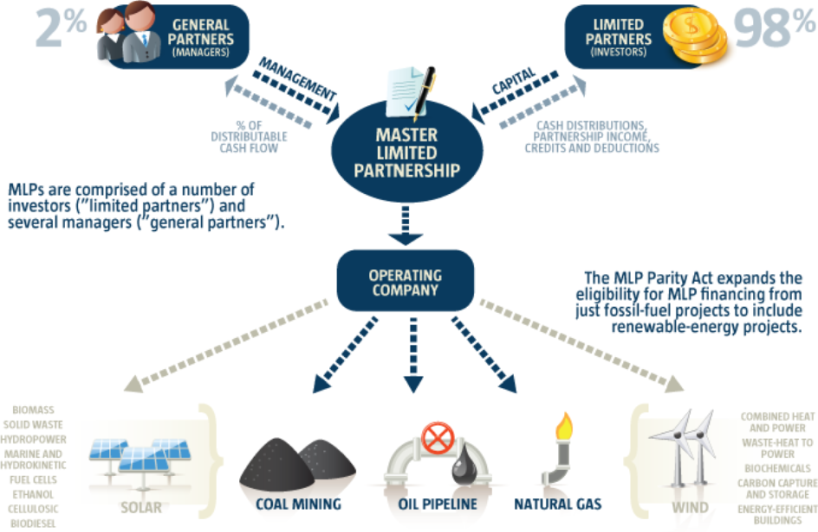 2%
GENERAL
PARTNERS
(MANAGERS)
LIMITED
PARTNERS
(INVESTORS)
98%
MANAGEMENT
CAPITAL
% OF
DISTRIBUTABLE
CASH FLOW
MASTER
LIMITED
PARTNERSHIP
CASH DISTRIBUTIONS,
PARTNERSHIP INCOME,
CREDITS AND DEDUCTIONS
MLPs are comprised of a number of
investors ("limited partners") and
several managers ("general partners").
OPERATING
COMPANY
The MLP Parity Act expands the
eligibility for MLP financing from
just fossil-fuel projects to include
renewable-energy projects.
BIOMASS
SOLID WASTE
HYDROPOWER
MARINE AND
HYDROKINETIC
FUEL CELLS
ETHANOL
CELLULOSIC
BIODIESEL
SOLAR
COAL MINING
OIL PIPELINE
NATURAL GAS
WIND
COMBINED HEAT
AND POWER
WASTE-HEAT TO
POWER
BIOCHEMICALS
CARBON CAPTURE
AND STORAGE
ENERGY-EFFICIENT
BUILDINGS